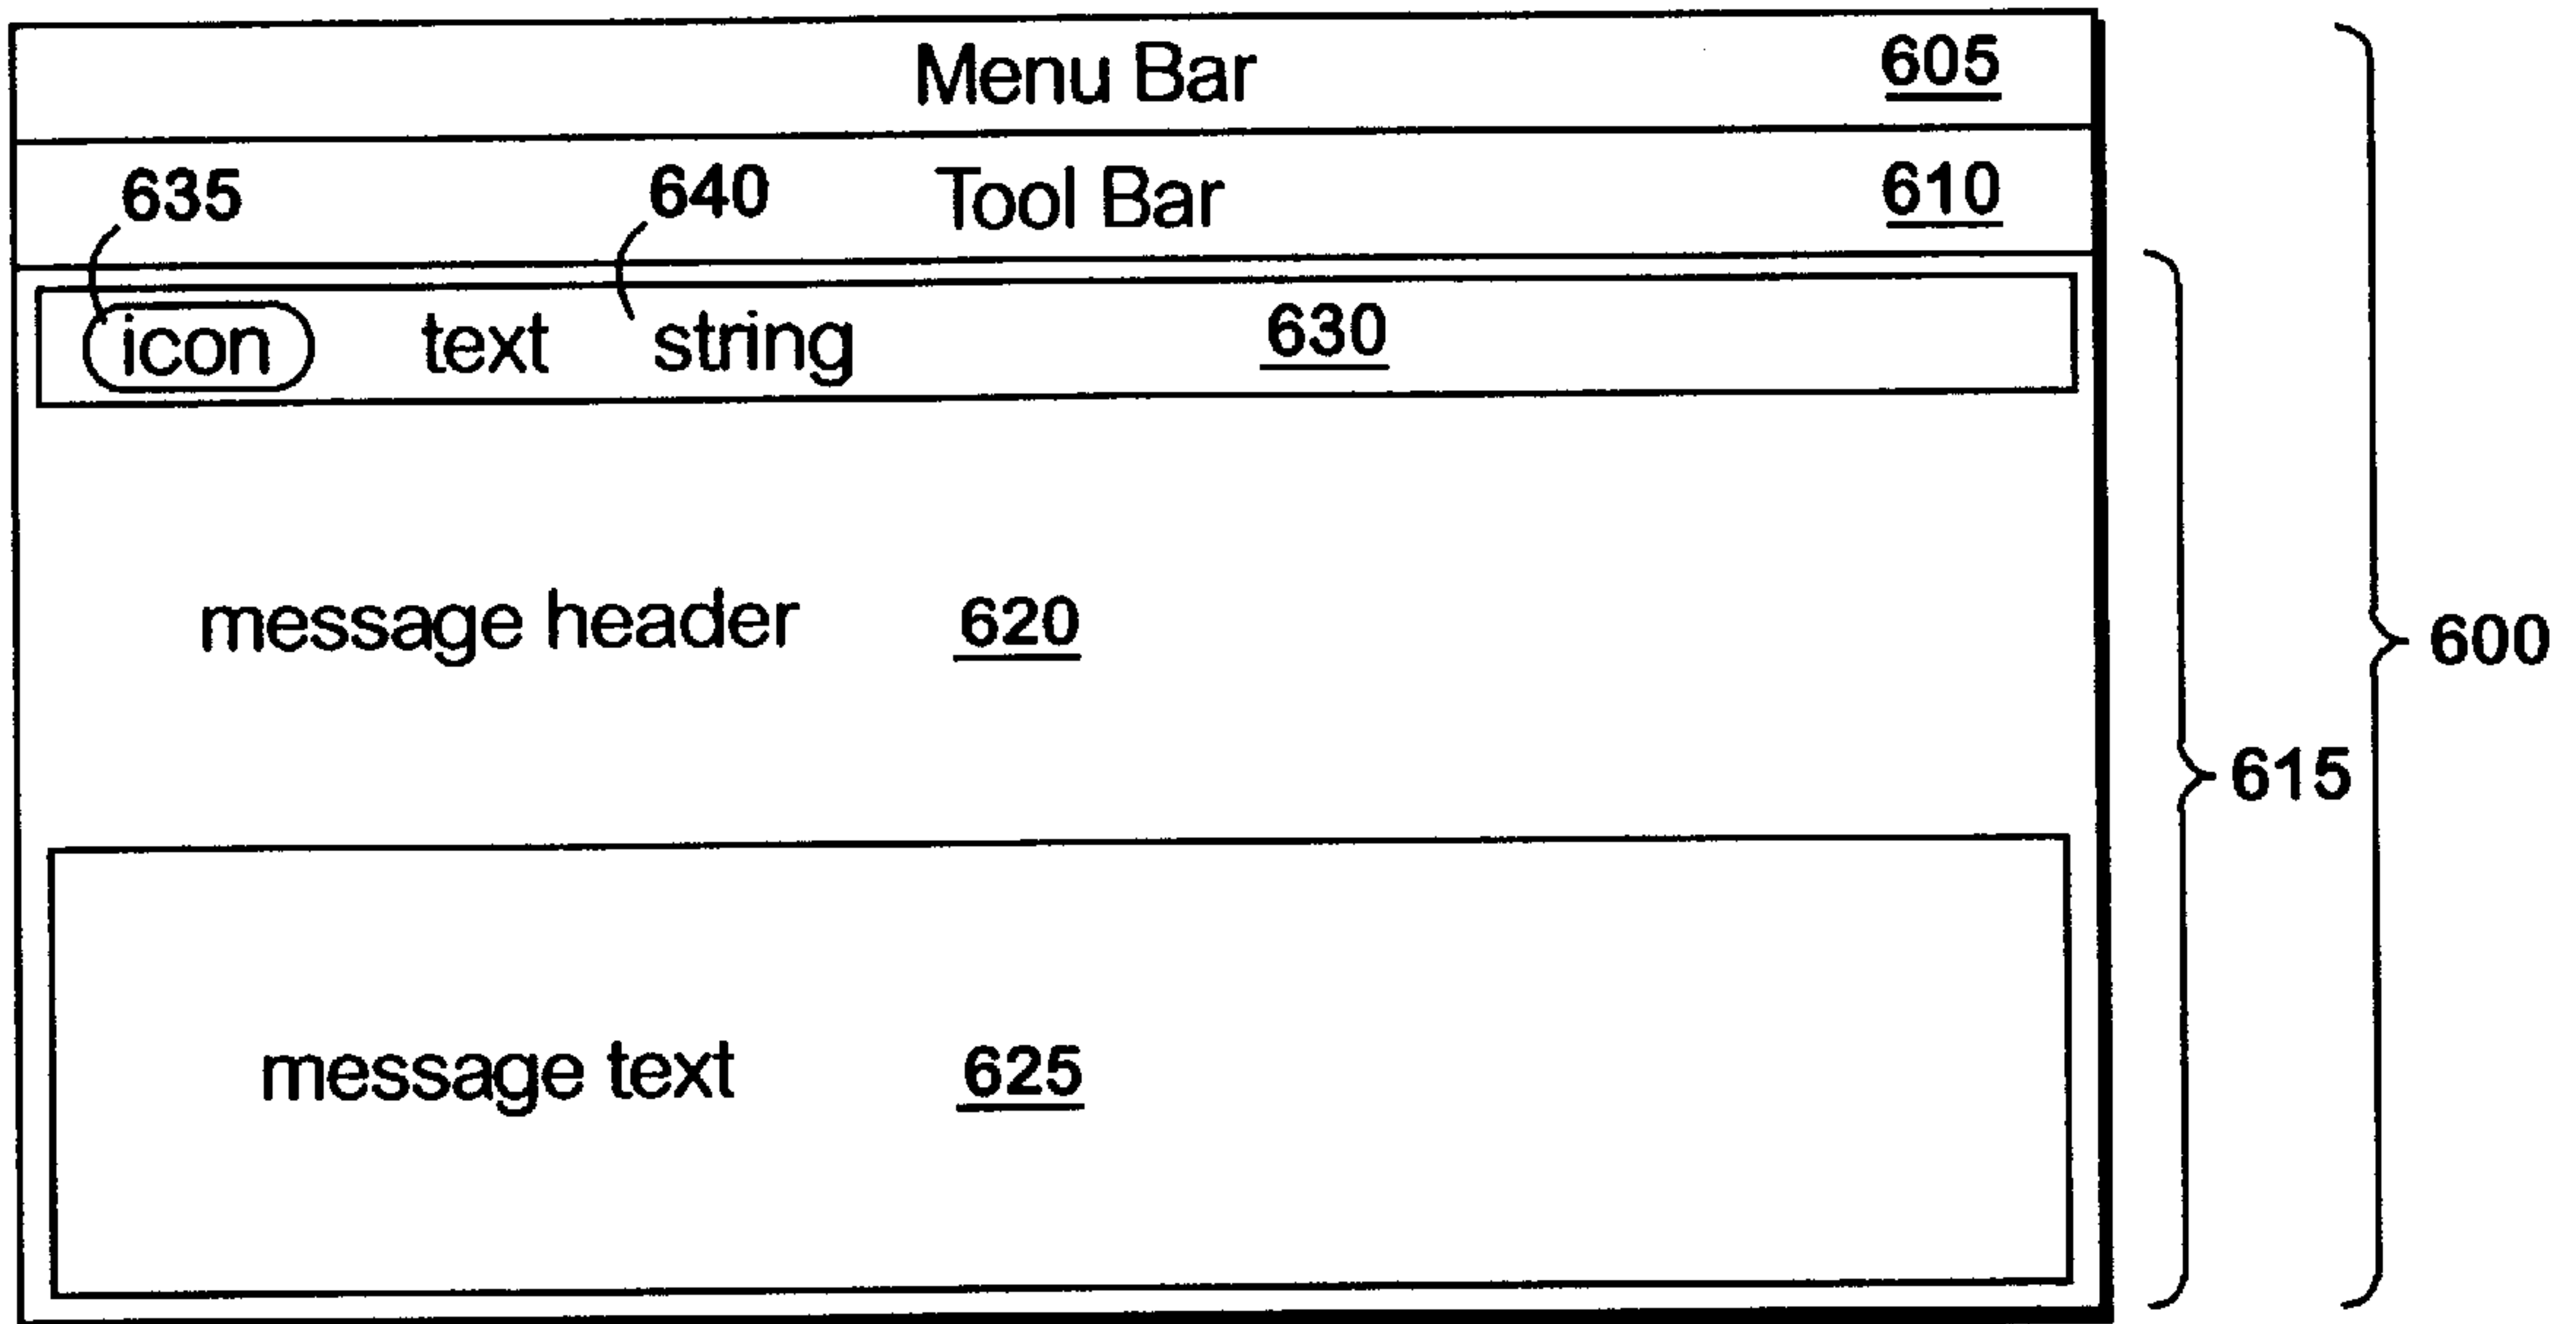 Menu Bar 605
635 640 Tool Bar 610
icon text string 630
message header 620
600
615
message text 625